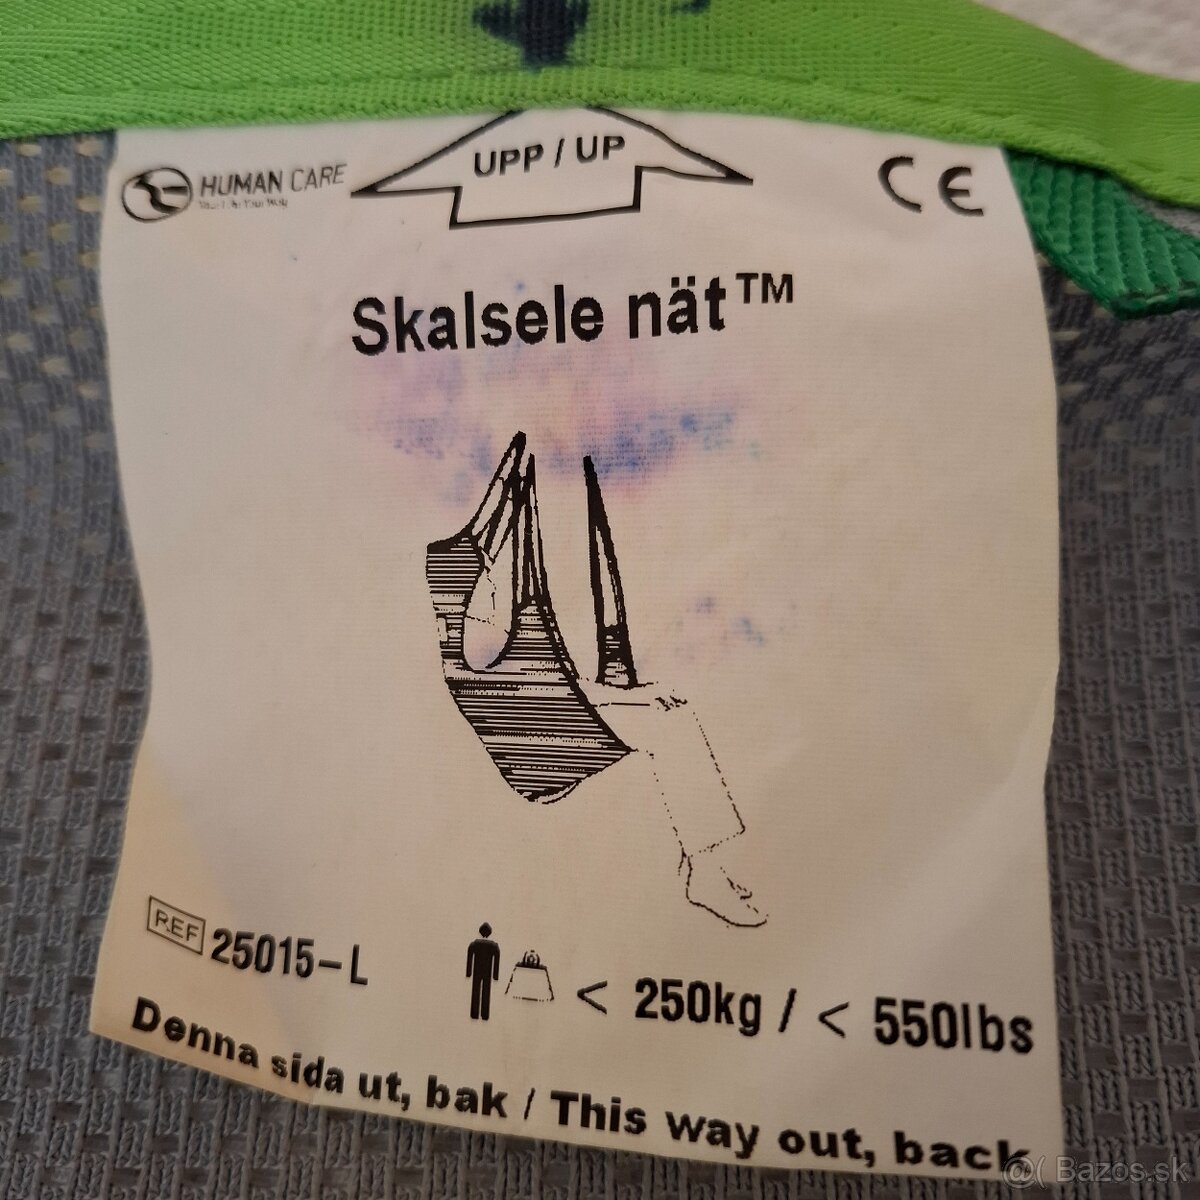 UPP / UP
HUMAN CARE
CE
Skalsele nät™
REF 25015-L
< 250kg / < 550lbs
Denna sida ut, bak / This way out, back
Bazos.sk